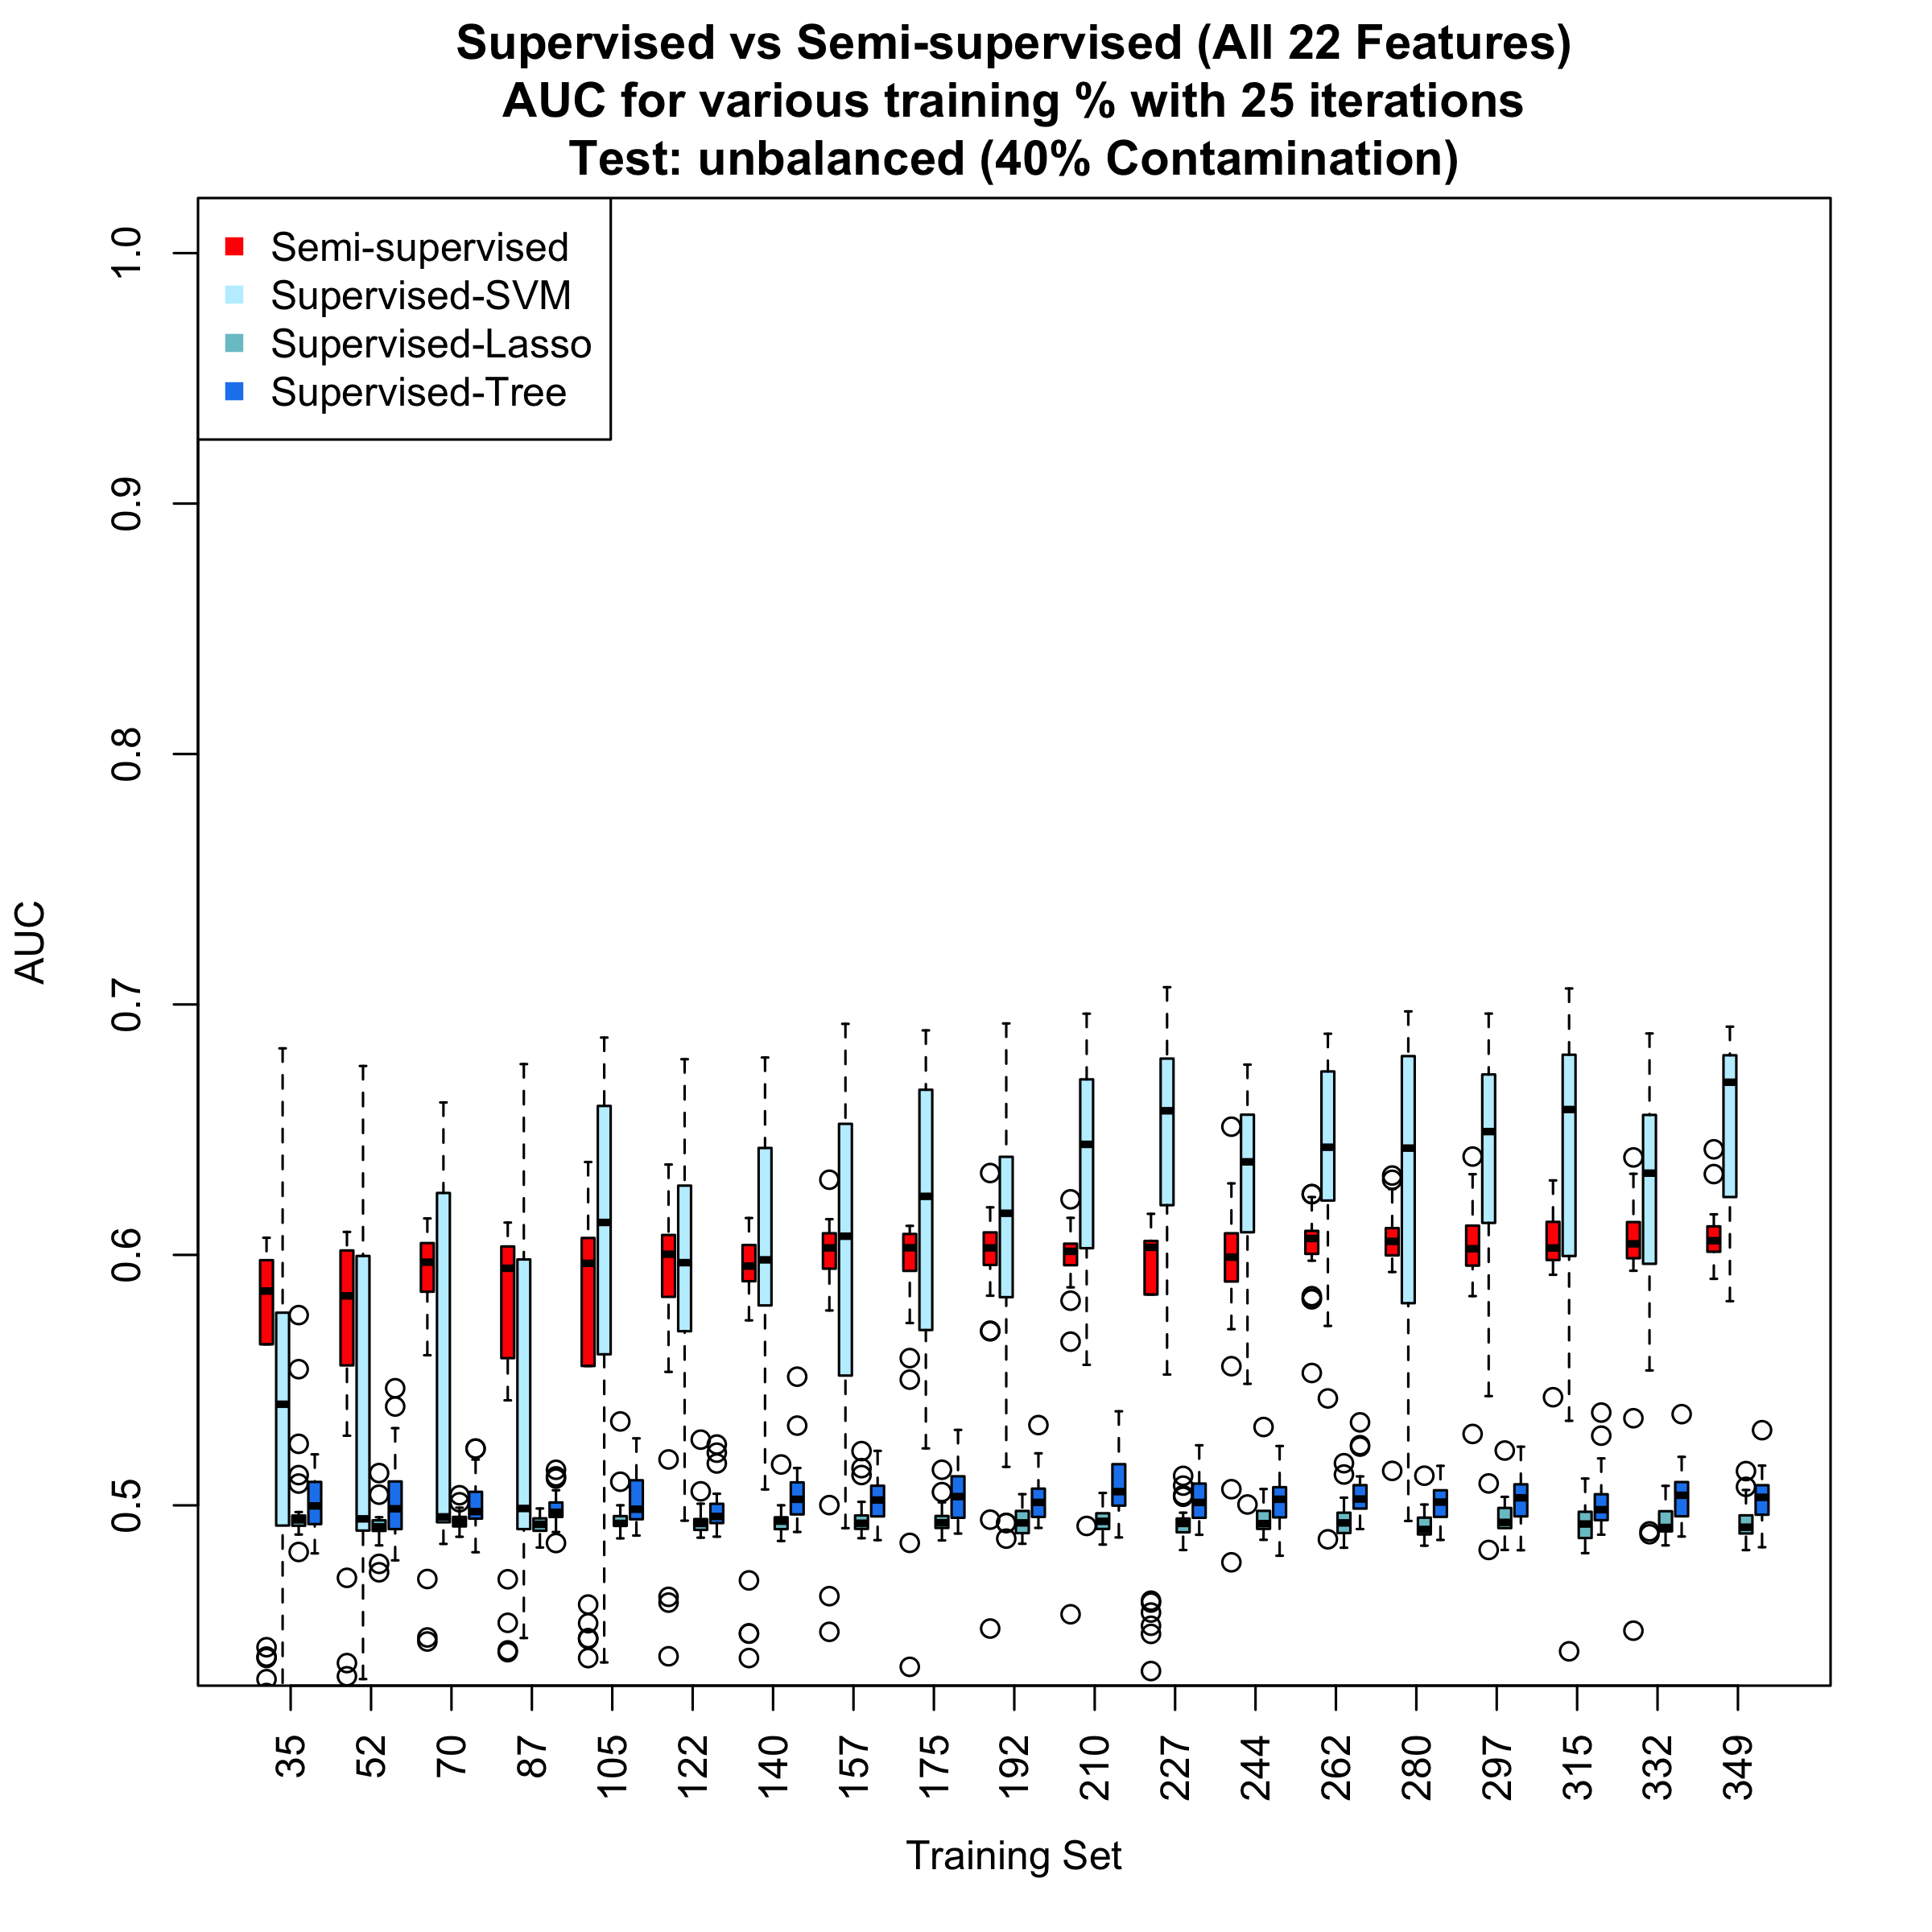 Supervised vs Semi-supervised (All 22 Features)
AUC for various training % with 25 iterations
Test: unbalanced (40% Contamination)
Semi-supervised
Supervised-SVM
Supervised-Lasso
Supervised-Tree
1.0
0.9
0.8
0.7
0.6
0.5
AUC
35 52 70 87 105 122 140 157 175 192 210 227 244 262 280 297 315 332 349
Training Set